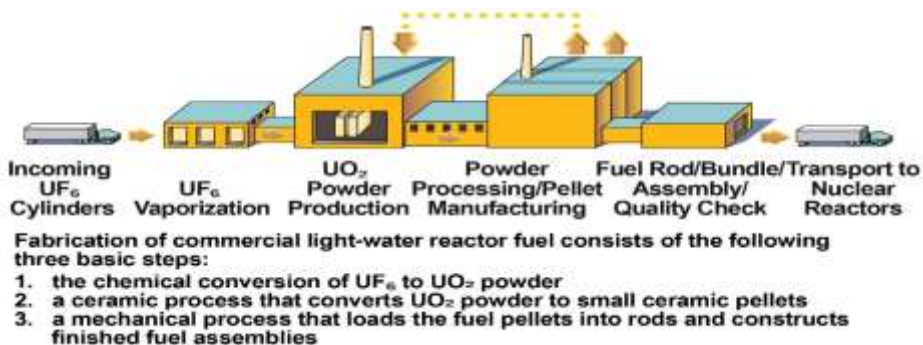 Incoming
UF₆
Cylinders
UF₆
Vaporization
UO₂
Powder
Production
Powder
Processing/Pellet
Manufacturing
Fuel Rod/Bundle/
Assembly/
Quality Check
Transport to
Nuclear
Reactors
Fabrication of commercial light-water reactor fuel consists of the following
three basic steps:
1. the chemical conversion of UF₆ to UO₂ powder
2. a ceramic process that converts UO₂ powder to small ceramic pellets
3. a mechanical process that loads the fuel pellets into rods and constructs
finished fuel assemblies